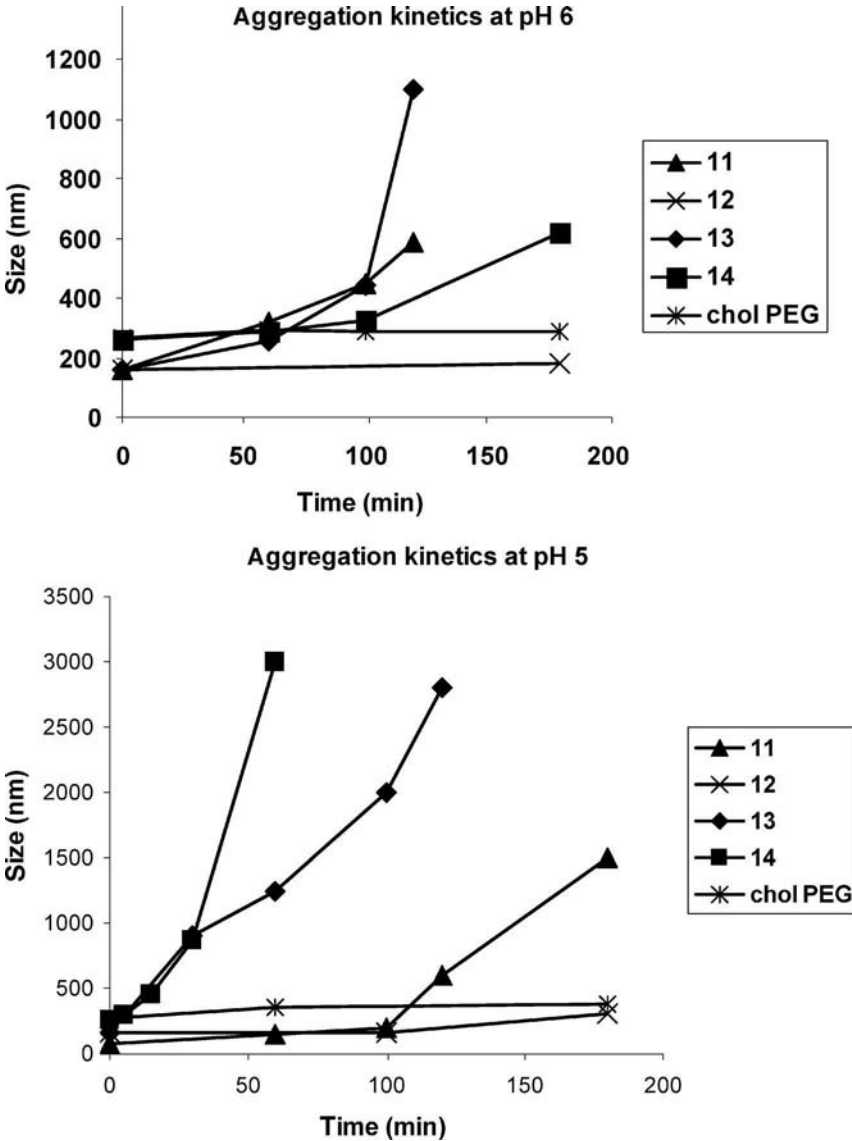 Aggregation kinetics at pH 6
1200
1000
800
600
400
200
0
Size (nm)
0 50 100 150 200
Time (min)
11
12
13
14
chol PEG
Aggregation kinetics at pH 5
3500
3000
2500
2000
1500
1000
500
0
Size (nm)
0 50 100 150 200
Time (min)
11
12
13
14
chol PEG